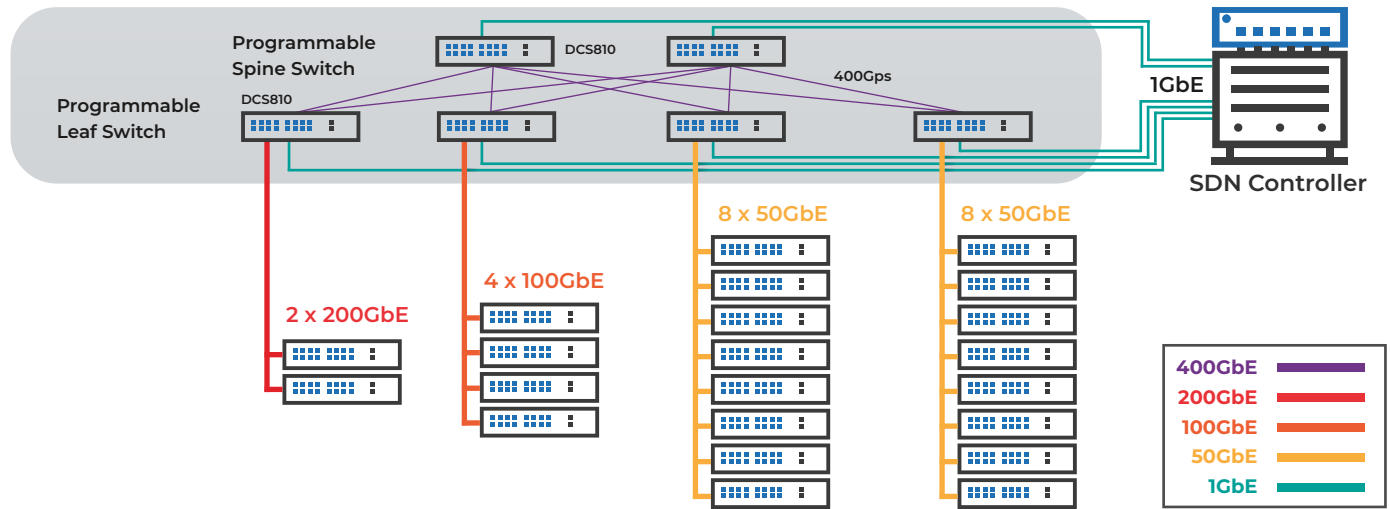 Programmable
Spine Switch
DCS810
400Gps
Programmable
Leaf Switch
DCS810
1GbE
SDN Controller
2 x 200GbE
4 x 100GbE
8 x 50GbE
8 x 50GbE
400GbE
200GbE
100GbE
50GbE
1GbE